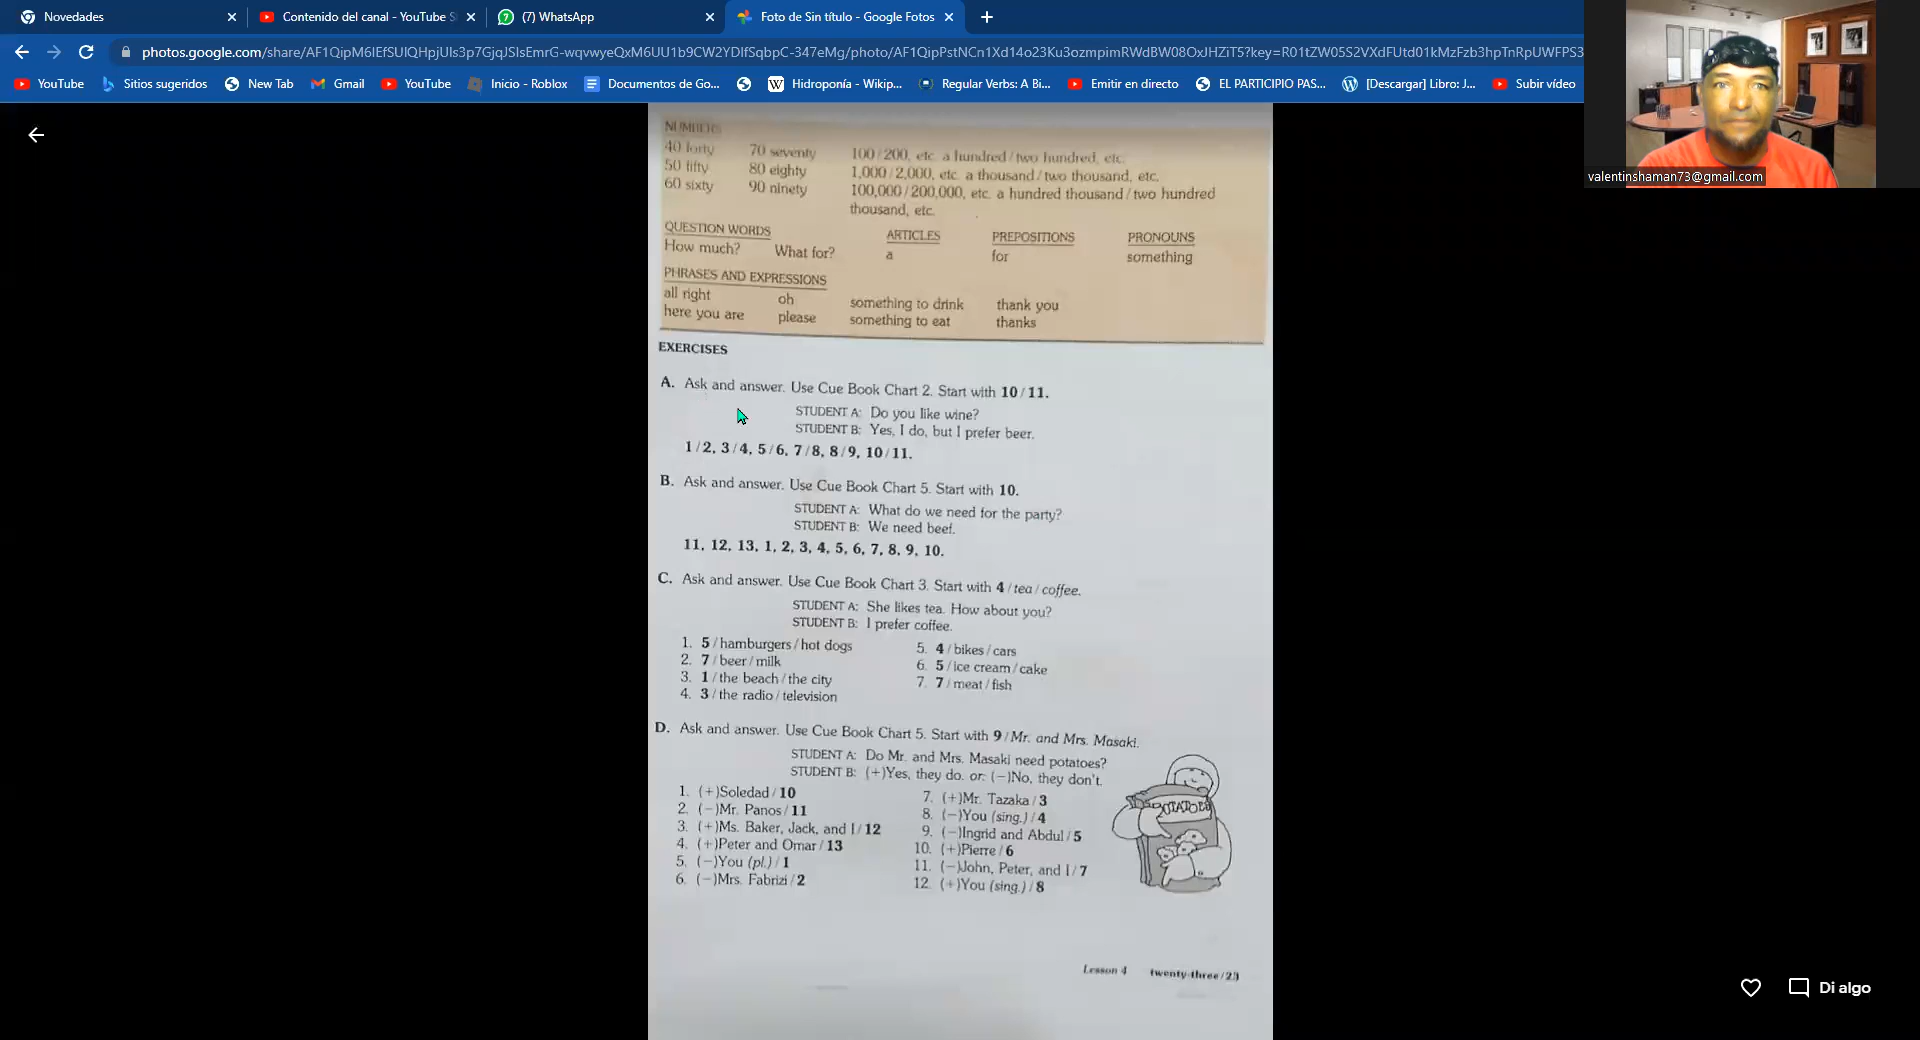 Novedades
Contenido del canal - YouTube S
(7) WhatsApp
Foto de Sin título - Google Fotos
photos.google.com/share/AF1QipM6lEfSUlQHpjUls3p7GjqJSlsEmrG-wqvwyeQxM6UU1b9CW2YDlfSqbpC-347eMg/photo/AF1QipPstNCn1Xd14o23Ku3ozmpimRWdBW08OxJHZiT5?key=R01tZW05S2VXdFUtd01kMzFzb3hpTnRpUWFPS3
YouTube
Sitios sugeridos
New Tab
Gmail
YouTube
Inicio - Roblox
Documentos de Go...
Hidroponía - Wikip...
Regular Verbs: A Bi...
Emitir en directo
EL PARTICIPIO PAS...
[Descargar] Libro: J...
Subir vídeo
valentinshaman73@gmail.com
NUMBERS
40 forty 70 seventy 100/200, etc. a hundred/two hundred, etc.
50 fifty 80 eighty 1,000/2,000, etc. a thousand/two thousand, etc.
60 sixty 90 ninety 100,000/200,000, etc. a hundred thousand/two hundred
thousand, etc.
QUESTION WORDS ARTICLES PREPOSITIONS PRONOUNS
How much? What for? a for something
PHRASES AND EXPRESSIONS
all right oh something to drink thank you
here you are please something to eat thanks
EXERCISES
A. Ask and answer. Use Cue Book Chart 2. Start with 10/11.
STUDENT A: Do you like wine?
STUDENT B: Yes, I do, but I prefer beer.
1/2, 3/4, 5/6, 7/8, 8/9, 10/11.
B. Ask and answer. Use Cue Book Chart 5. Start with 10.
STUDENT A: What do we need for the party?
STUDENT B: We need beef.
11, 12, 13, 1, 2, 3, 4, 5, 6, 7, 8, 9, 10.
C. Ask and answer. Use Cue Book Chart 3. Start with 4/tea/coffee.
STUDENT A: She likes tea. How about you?
STUDENT B: I prefer coffee.
1. 5/hamburgers/hot dogs
2. 7/beer/milk
3. 1/the beach/the city
4. 3/the radio/television
5. 4/bikes/cars
6. 5/ice cream/cake
7. 7/meat/fish
D. Ask and answer. Use Cue Book Chart 5. Start with 9/Mr. and Mrs. Masaki.
STUDENT A: Do Mr. and Mrs. Masaki need potatoes?
STUDENT B: (+)Yes, they do. or: (−)No, they don't.
1. (+)Soledad/10
2. (−)Mr. Panos/11
3. (+)Ms. Baker, Jack, and I/12
4. (+)Peter and Omar/13
5. (−)You (pl.)/1
6. (−)Mrs. Fabrizi/2
7. (+)Mr. Tazaka/3
8. (−)You (sing.)/4
9. (−)Ingrid and Abdul/5
10. (+)Pierre/6
11. (−)John, Peter, and I/7
12. (+)You (sing.)/8
POTATOES
Lesson 4 twenty-three/23
Di algo